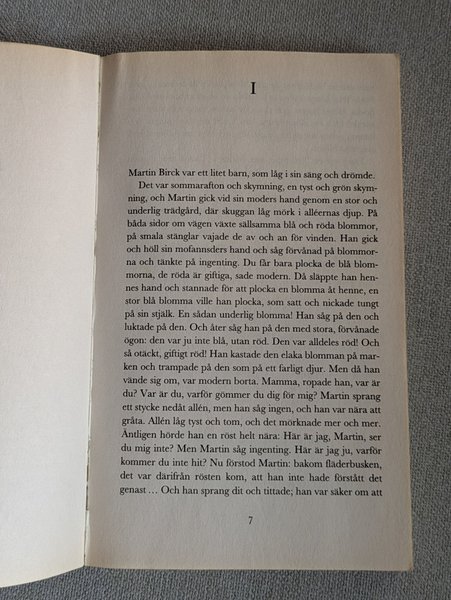 I
Martin Birck var ett litet barn, som låg i sin säng och drömde.
Det var sommarafton och skymning, en tyst och grön skym-
ning, och Martin gick vid sin moders hand genom en stor och
underlig trädgård, där skuggan låg mörk i alléernas djup. På
båda sidor om vägen växte sällsamma blå och röda blommor,
på smala stänglar vajade de av och an för vinden. Han gick
och höll sin mofannsders hand och såg förvånad på blommor-
na och tänkte på ingenting. Du får bara plocka de blå blom-
morna, de röda är giftiga, sade modern. Då släppte han hen-
nes hand och stannade för att plocka en blomma åt henne, en
stor blå blomma ville han plocka, som satt och nickade tungt
på sin stjälk. En sådan underlig blomma! Han såg på den och
luktade på den. Och åter såg han på den med stora, förvånade
ögon: den var ju inte blå, utan röd. Den var alldeles röd! Och
så otäckt, giftigt röd! Han kastade den elaka blomman på mar-
ken och trampade på den som på ett farligt djur. Men då han
vände sig om, var modern borta. Mamma, ropade han, var är
du? Var är du, varför gömmer du dig för mig? Martin sprang
ett stycke nedåt allén, men han såg ingen, och han var nära att
gråta. Allén låg tyst och tom, och det mörknade mer och mer.
Äntligen hörde han en röst helt nära: Här är jag, Martin, ser
du mig inte? Men Martin såg ingenting. Här är jag ju, varför
kommer du inte hit? Nu förstod Martin: bakom fläderbusken,
det var därifrån rösten kom, att han inte hade förstått det
genast ... Och han sprang dit och tittade; han var säker om att
7